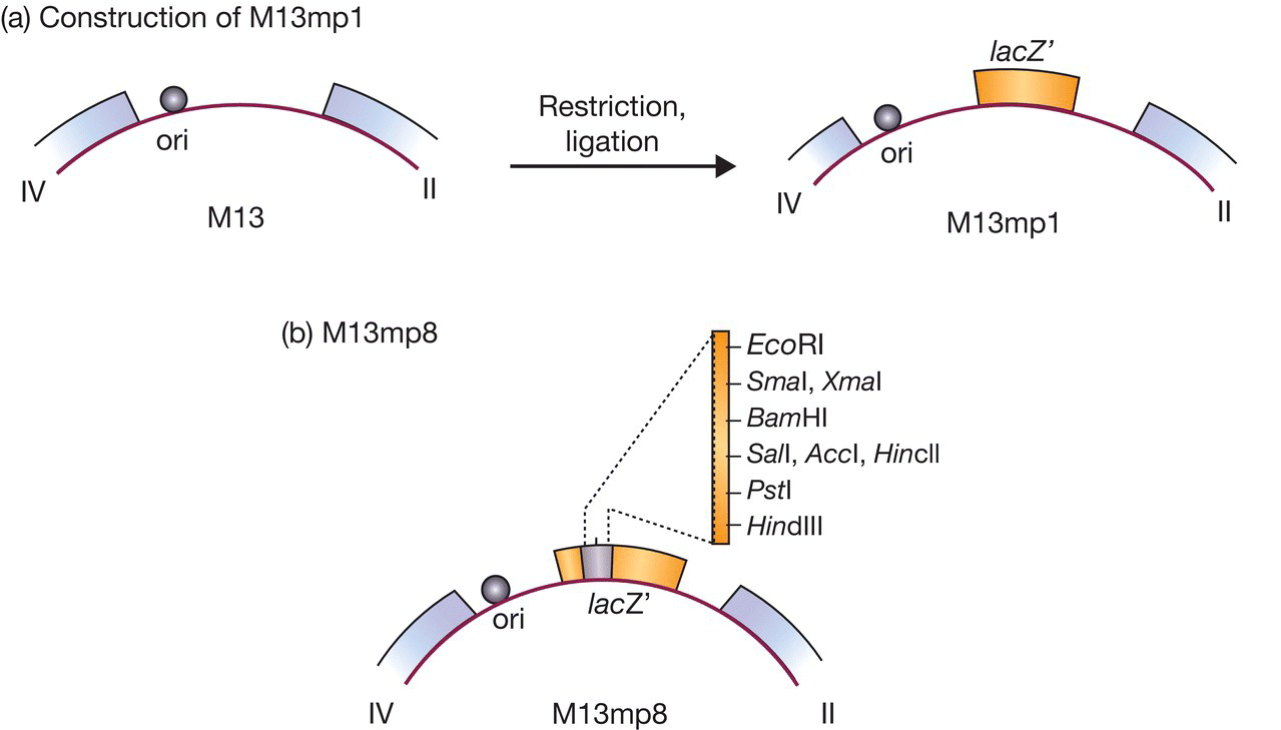 (a) Construction of M13mp1
lacZ’
Restriction,
ligation
ori
ori
IV
II
IV
II
M13
M13mp1
(b) M13mp8
EcoRI
SmaI, XmaI
BamHI
SalI, AccI, HincII
PstI
HindIII
lacZ’
ori
IV
M13mp8
II